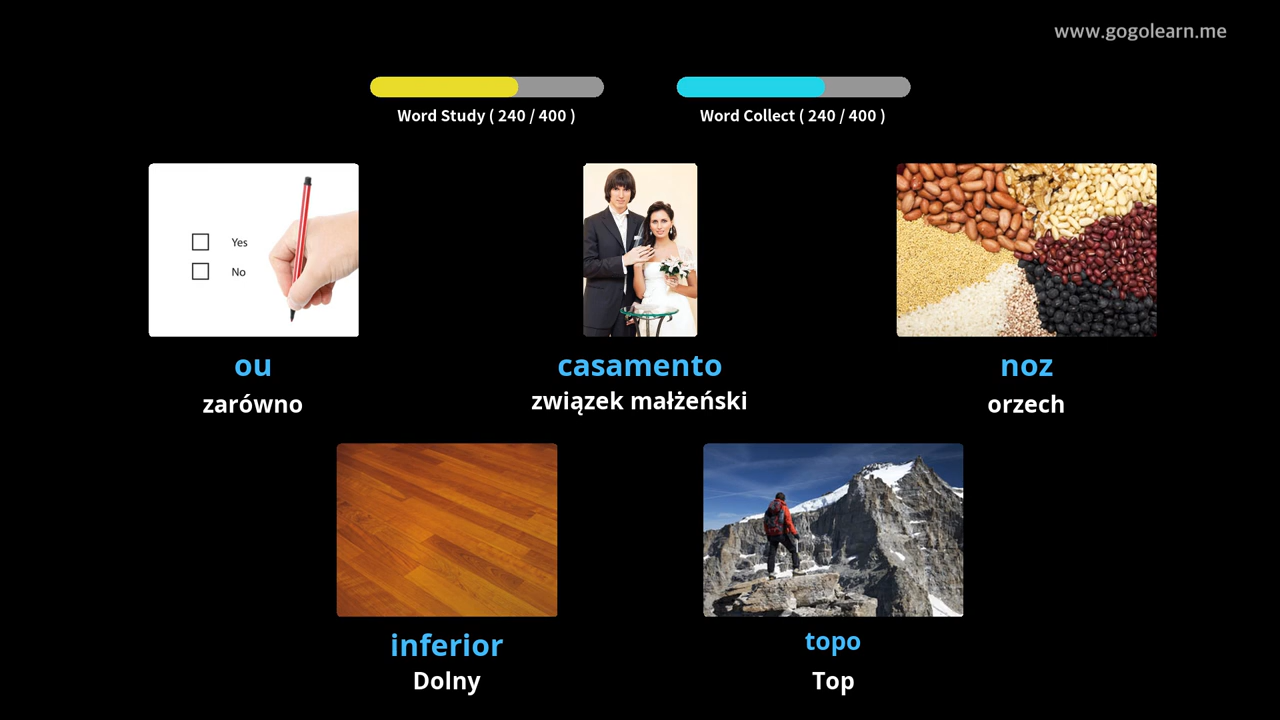 www.gogolearn.me
Word Study ( 240 / 400 )
Word Collect ( 240 / 400 )
Yes
No
ou
zarówno
casamento
związek małżeński
noz
orzech
inferior
Dolny
topo
Top